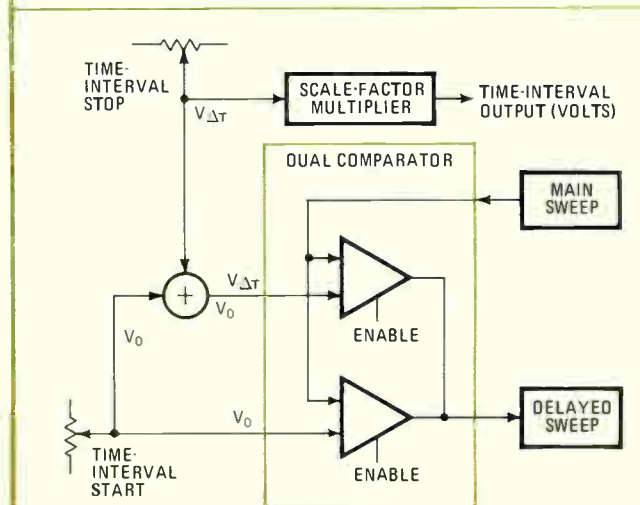 TIME-
INTERVAL
STOP
V∆T
SCALE-FACTOR
MULTIPLIER
TIME-INTERVAL
OUTPUT (VOLTS)
DUAL COMPARATOR
MAIN
SWEEP
V∆T
V0
ENABLE
V0
V0
DELAYED
SWEEP
ENABLE
TIME-
INTERVAL
START